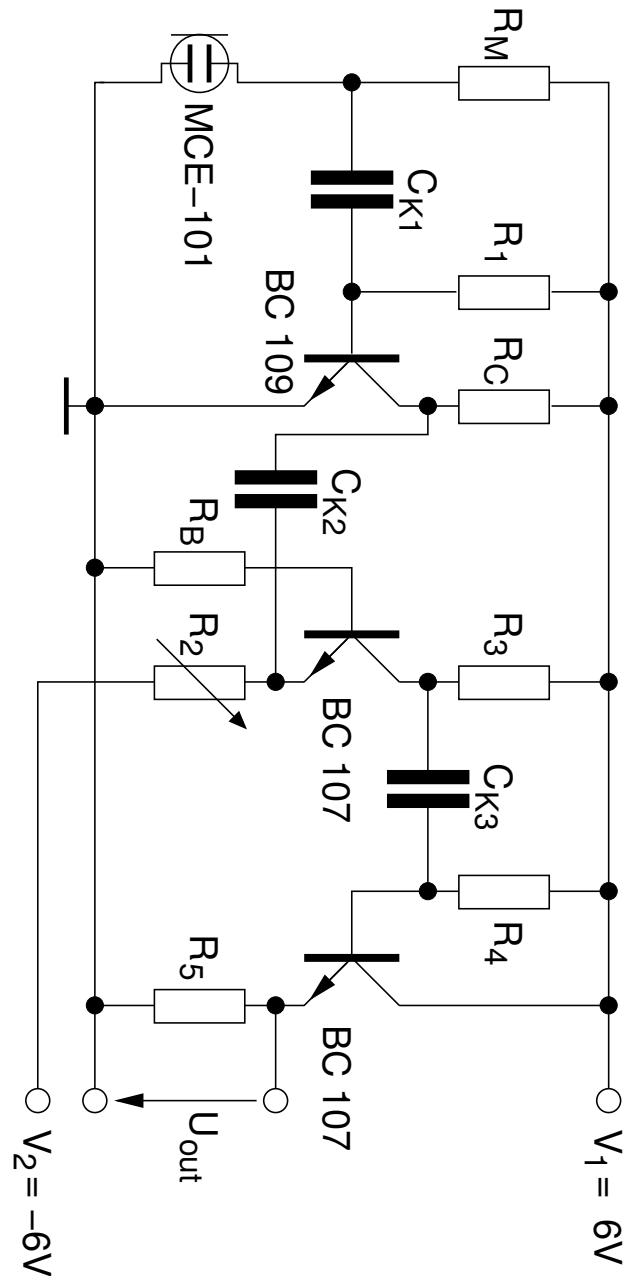 R_M
MCE–101
C_K1
R_1
BC 109
R_C
C_K2
R_B
R_2
R_3
BC 107
C_K3
R_4
R_5
BC 107
U_out
V_1 = 6V
V_2 = –6V